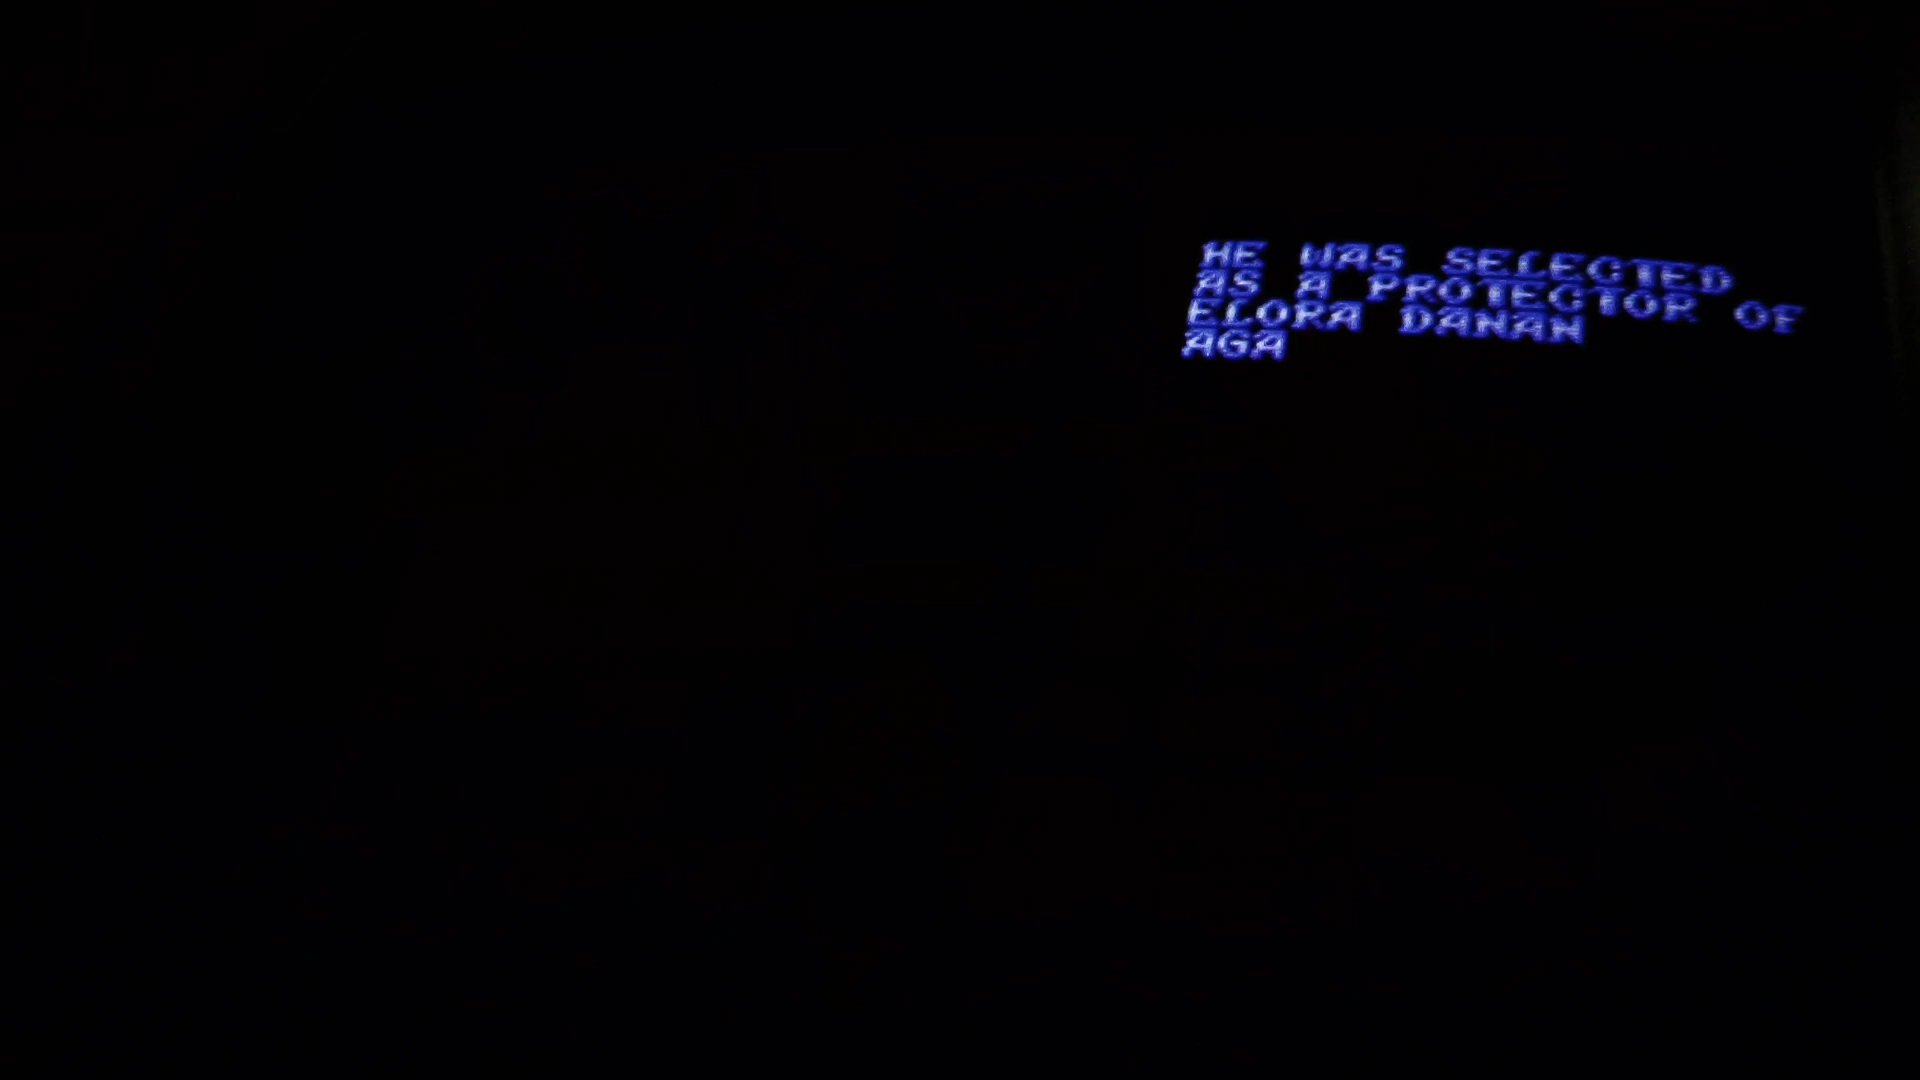 HE WAS SELECTED
AS A PROTECTOR OF
ELORA DANAN
AGA